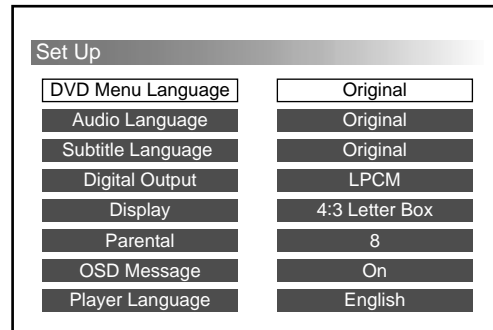 Set Up
DVD Menu Language Original
Audio Language Original
Subtitle Language Original
Digital Output LPCM
Display 4:3 Letter Box
Parental 8
OSD Message On
Player Language English